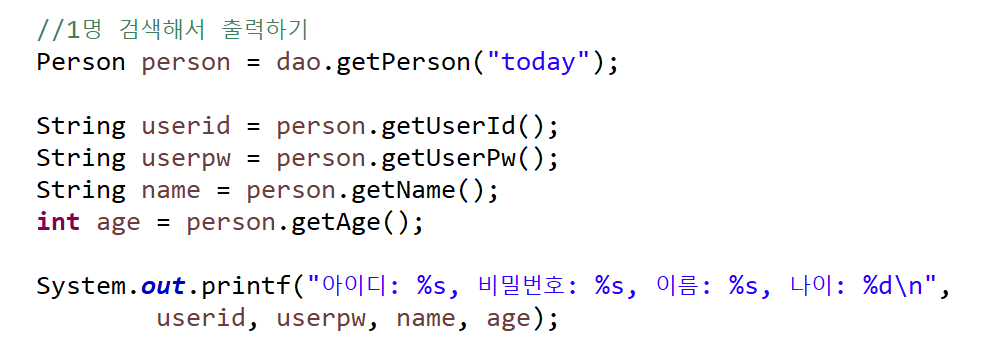 //1명 검색해서 출력하기
Person person = dao.getPerson("today");
String userid = person.getUserId();
String userpw = person.getUserPw();
String name = person.getName();
int age = person.getAge();
System.out.printf("아이디: %s, 비밀번호: %s, 이름: %s, 나이: %d\n",
userid, userpw, name, age);